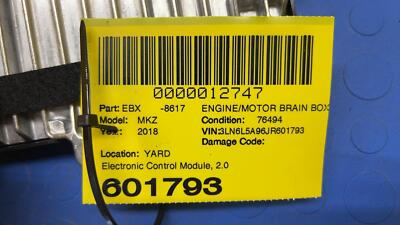 0000012747
Part: EBX -8617 ENGINE/MOTOR BRAIN BOX
Model: MKZ Condition: 76494
2018 VIN:3LN6L5A96JR601793
Damage Code:
Location: YARD
Electronic Control Module, 2.0
601793